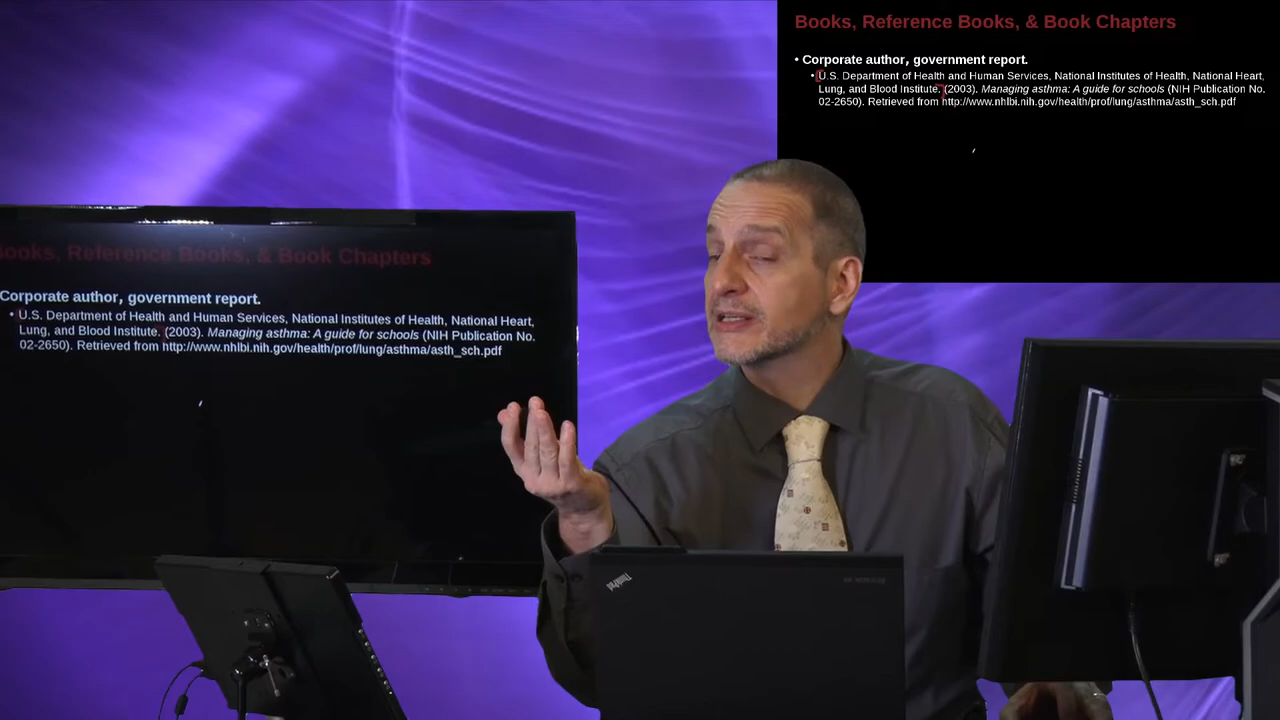 Books, Reference Books, & Book Chapters
• Corporate author, government report.
• U.S. Department of Health and Human Services, National Institutes of Health, National Heart,
Lung, and Blood Institute. (2003). Managing asthma: A guide for schools (NIH Publication No.
02-2650). Retrieved from http://www.nhlbi.nih.gov/health/prof/lung/asthma/asth_sch.pdf
Books, Reference Books, & Book Chapters
Corporate author, government report.
• U.S. Department of Health and Human Services, National Institutes of Health, National Heart,
Lung, and Blood Institute. (2003). Managing asthma: A guide for schools (NIH Publication No.
02-2650). Retrieved from http://www.nhlbi.nih.gov/health/prof/lung/asthma/asth_sch.pdf
ThinkPad